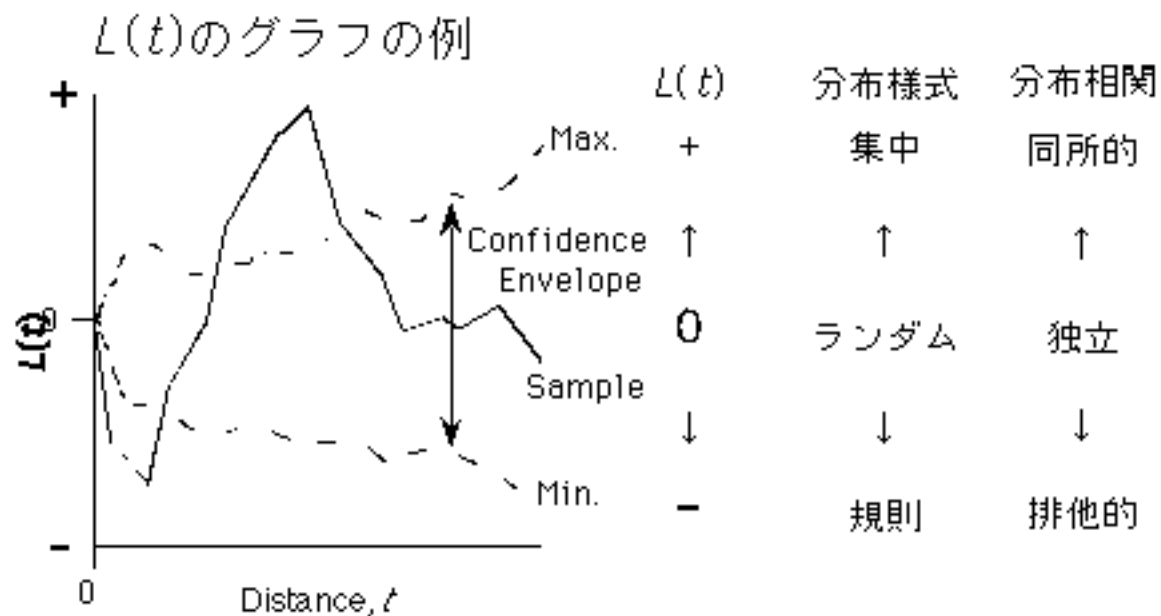 L(t)のグラフの例
+
L(t)
0
-
0
Distance, t
Max.
Confidence
Envelope
Sample
Min.
L(t) 分布様式 分布相関
+ 集中 同所的
↑ ↑ ↑
0 ランダム 独立
↓ ↓ ↓
- 規則 排他的